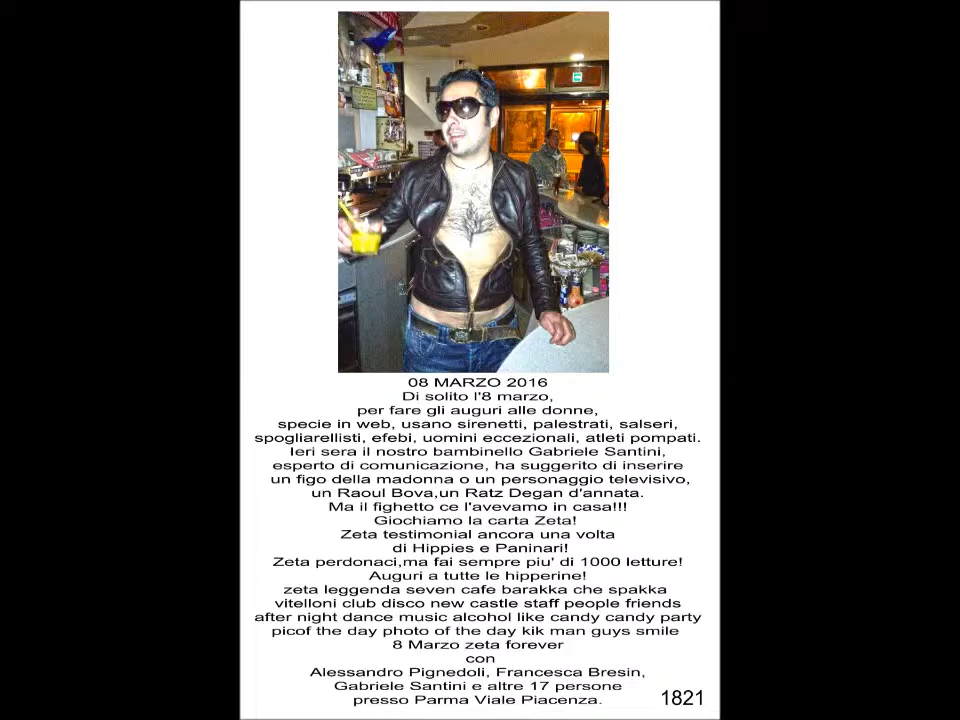 08 MARZO 2016
Di solito l'8 marzo,
per fare gli auguri alle donne,
specie in web, usano sirenetti, palestrati, salseri,
spogliarellisti, efebi, uomini eccezionali, atleti pompati.
Ieri sera il nostro bambinello Gabriele Santini,
esperto di comunicazione, ha suggerito di inserire
un figo della madonna o un personaggio televisivo,
un Raoul Bova,un Ratz Degan d'annata.
Ma il fighetto ce l'avevamo in casa!!!
Giochiamo la carta Zeta!
Zeta testimonial ancora una volta
di Hippies e Paninari!
Zeta perdonaci,ma fai sempre piu' di 1000 letture!
Auguri a tutte le hipperine!
zeta leggenda seven cafe barakka che spakka
vitelloni club disco new castle staff people friends
after night dance music alcohol like candy candy party
picof the day photo of the day kik man guys smile
8 Marzo zeta forever
con
Alessandro Pignedoli, Francesca Bresin,
Gabriele Santini e altre 17 persone
presso Parma Viale Piacenza.
1821